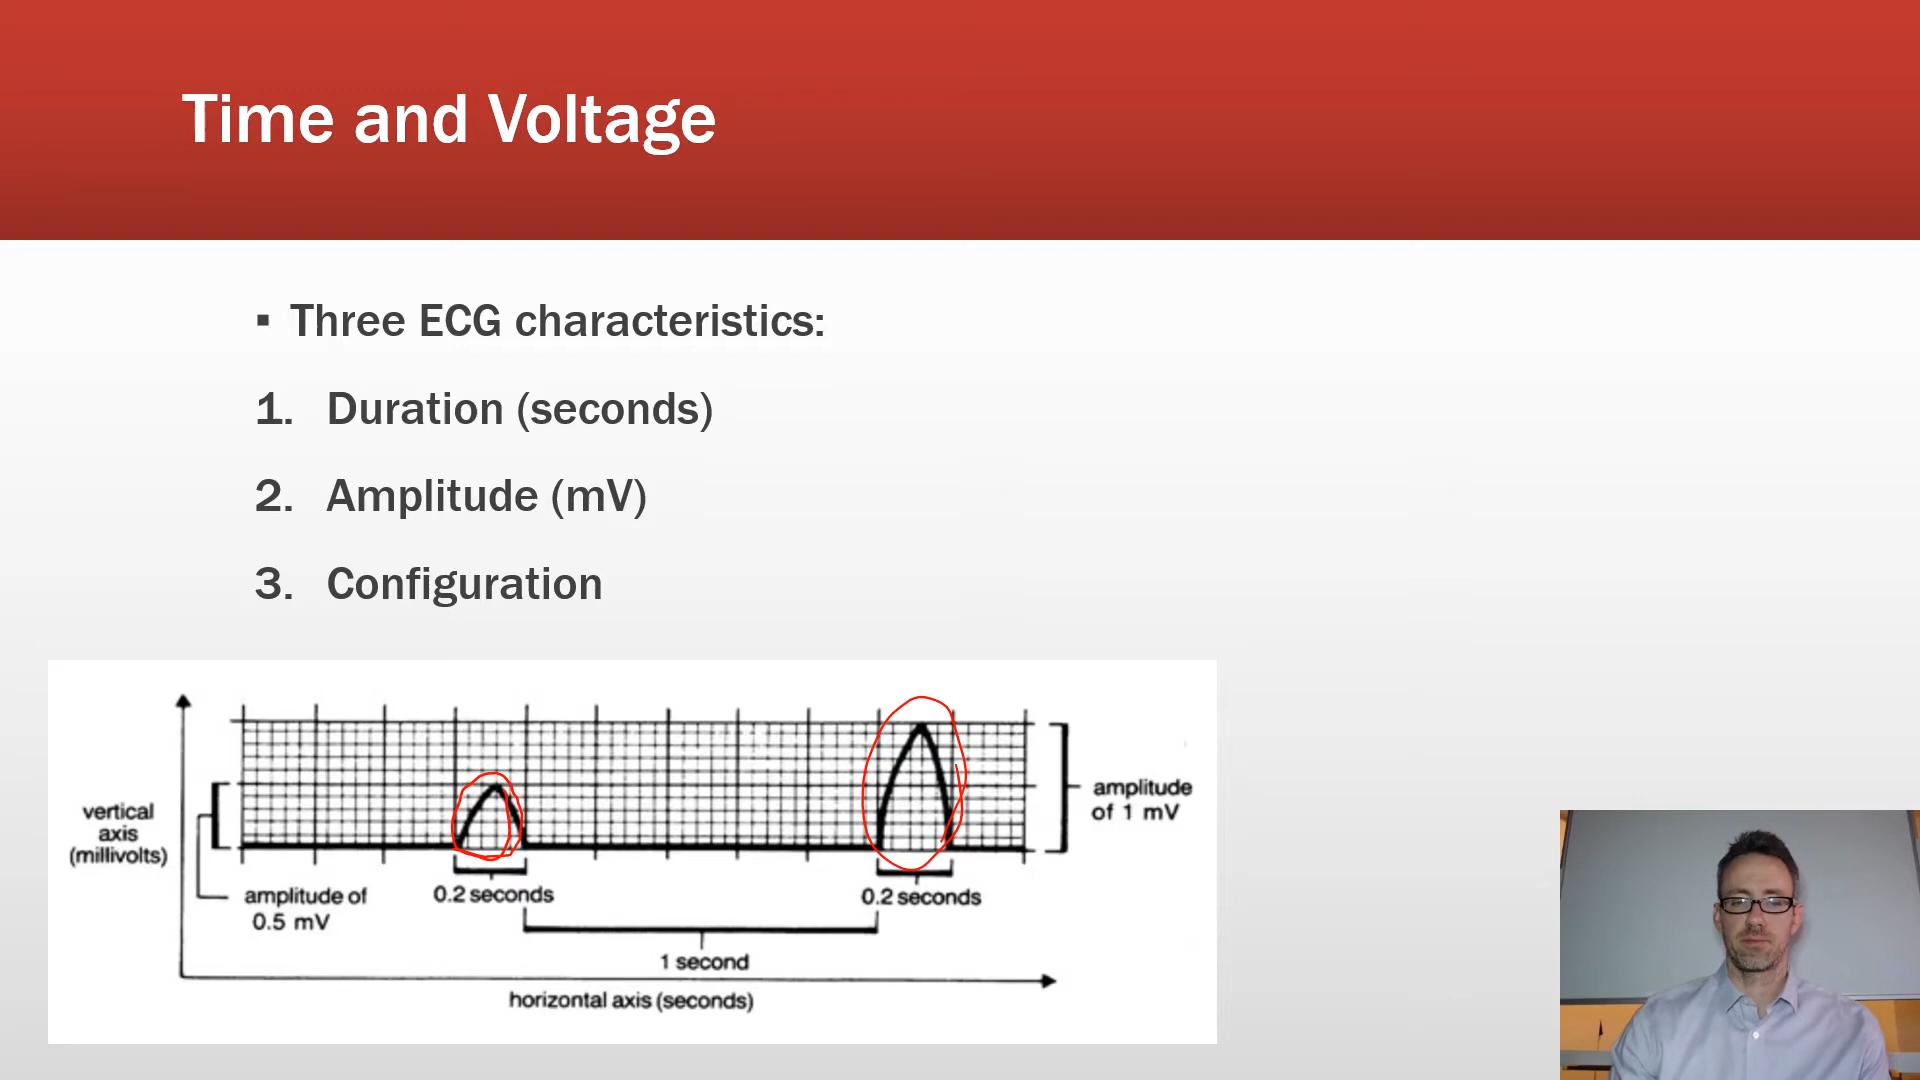 Time and Voltage
▪ Three ECG characteristics:
1. Duration (seconds)
2. Amplitude (mV)
3. Configuration
vertical
axis
(millivolts)
amplitude of
0.5 mV
0.2 seconds
1 second
0.2 seconds
amplitude
of 1 mV
horizontal axis (seconds)